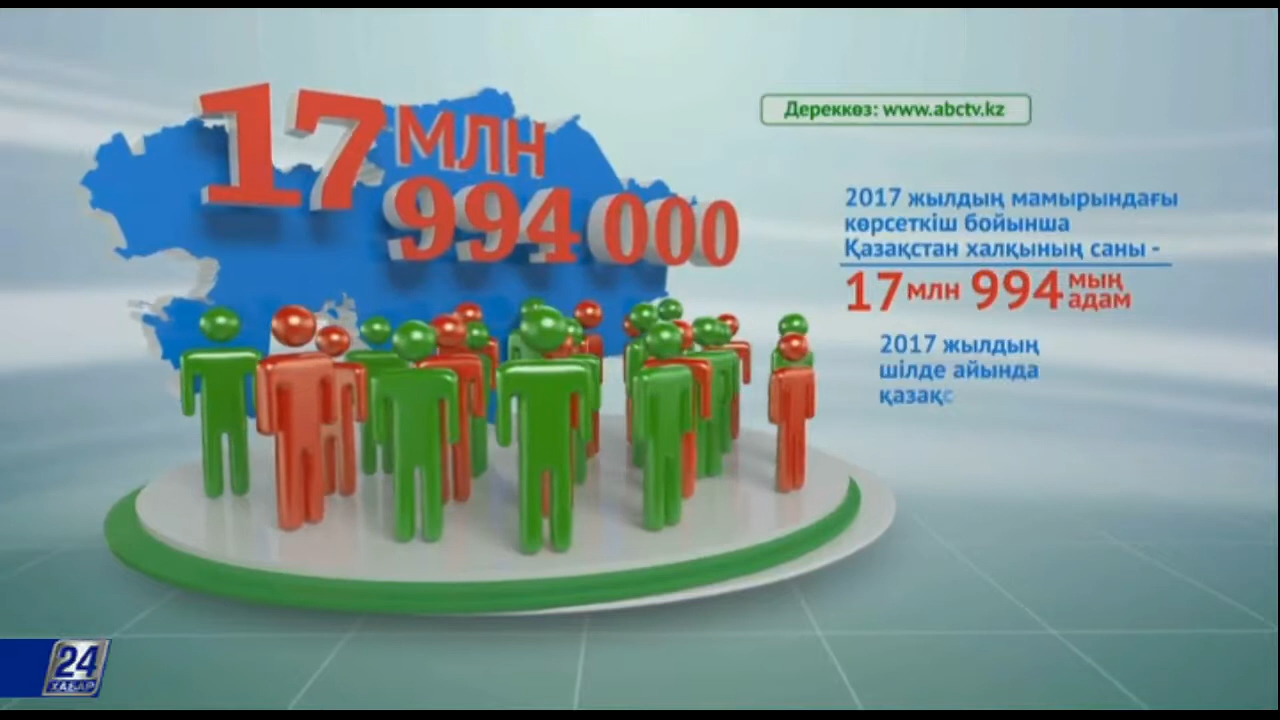 17 МЛН
994 000
Дереккөз: www.abctv.kz
2017 жылдың мамырындағы
көрсеткіш бойынша
Қазақстан халқының саны -
17 млн 994 мың адам
2017 жылдың
шілде айында
қазақс
24
ХАБАР